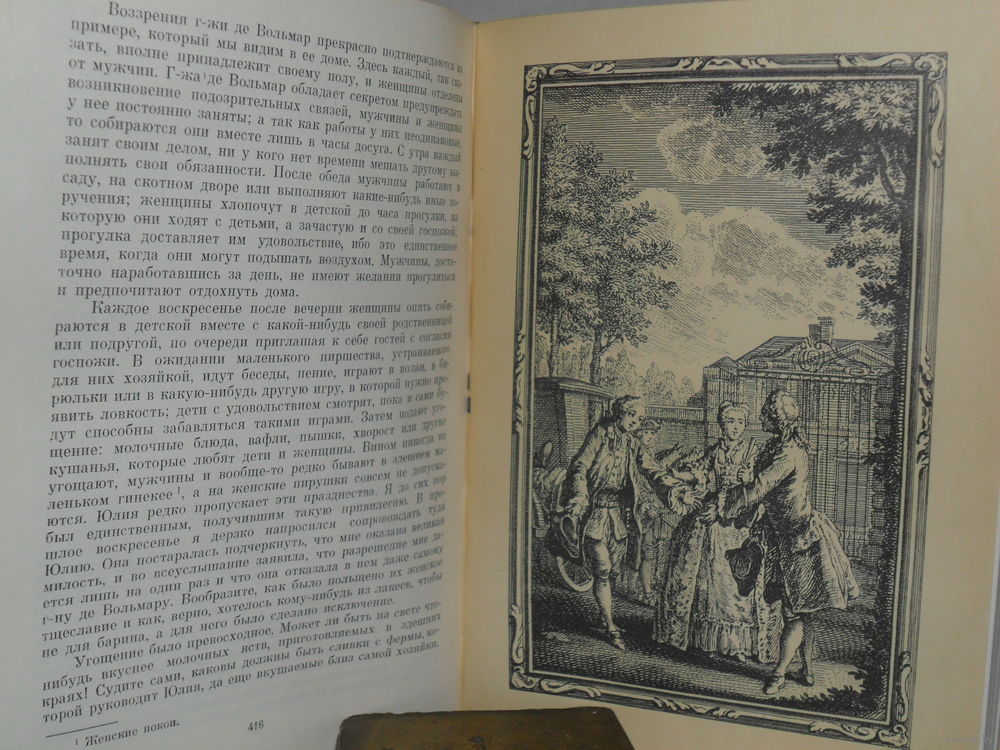 Воззрения г-жи де Вольмар прекрасно подтверждаются на
примере, который мы видим в ее доме. Здесь каждый, так ска-
зать, вполне принадлежит своему полу, и женщины отделены
от мужчин. Г-жа де Вольмар обладает секретом предупреждать
возникновение подозрительных связей, мужчины и женщины
у нее постоянно заняты; а так как работы у них неодинаковые,
то собираются они вместе лишь в часы досуга. С утра каждый
занят своим делом, ни у кого нет времени мешать другому вы-
полнять свои обязанности. После обеда мужчины работают в
саду, на скотном дворе или выполняют какие-нибудь иные по-
ручения; женщины хлопочут в детской до часа прогулки, на
которую они ходят с детьми, а зачастую и со своей госпожой;
прогулка доставляет им удовольствие, ибо это единственное
время, когда они могут подышать воздухом. Мужчины, доста-
точно наработавшись за день, не имеют желания прогуляться
и предпочитают отдохнуть дома.
Каждое воскресенье после вечерни женщины опять соби-
раются в детской вместе с какой-нибудь своей родственницей
или подругой, по очереди приглашая к себе гостей с согласия
госпожи. В ожидании маленького пиршества, устраиваемого
для них хозяйкой, идут беседы, пение, играют в волан, в би-
рюльки или в какую-нибудь другую игру, в которой нужно про-
явить ловкость; дети с удовольствием смотрят, пока и сами бу-
дут способны забавляться такими играми. Затем подают уго-
щение: молочные блюда, вафли, пышки, хворост или другие
кушанья, которые любят дети и женщины. Вином никогда не
угощают, мужчины и вообще-то редко бывают в здешнем ма-
леньком гинекее ¹, а на женские пирушки совсем не допуска-
ются. Юлия редко пропускает эти празднества. Я до сих пор
был единственным, получившим такую привилегию. В про-
шлое воскресенье я дерзко напросился сопровождать туда
Юлию. Она постаралась подчеркнуть, что мне оказана великая
милость, и во всеуслышание заявила, что разрешение мне да-
ется лишь на один раз и что она отказала в нем даже самому
г-ну де Вольмару. Вообразите, как было польщено их женское
тщеславие и как, верно, хотелось кому-нибудь из лакеев, чтобы
не для барина, а для него было сделано исключение.
Угощение было превосходное. Может ли быть на свете что-
нибудь вкуснее молочных яств, приготовляемых в здешних
краях! Судите сами, каковы должны быть сливки с фермы, ко-
торой руководит Юлия, да еще вкушаемые близ самой хозяйки.
¹ Женские покои.
416